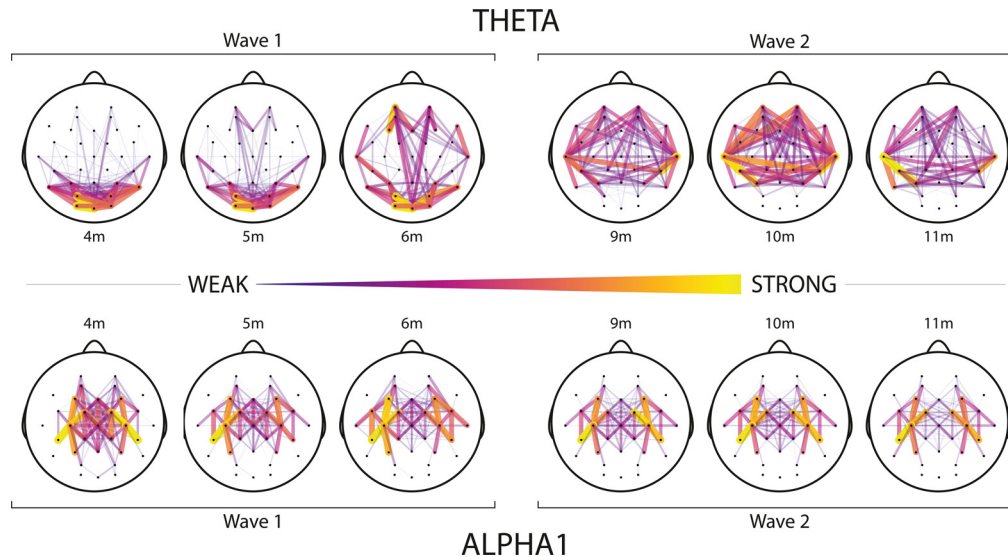 THETA
Wave 1
Wave 2
4m
5m
6m
9m
10m
11m
WEAK
STRONG
4m
5m
6m
9m
10m
11m
Wave 1
Wave 2
ALPHA1